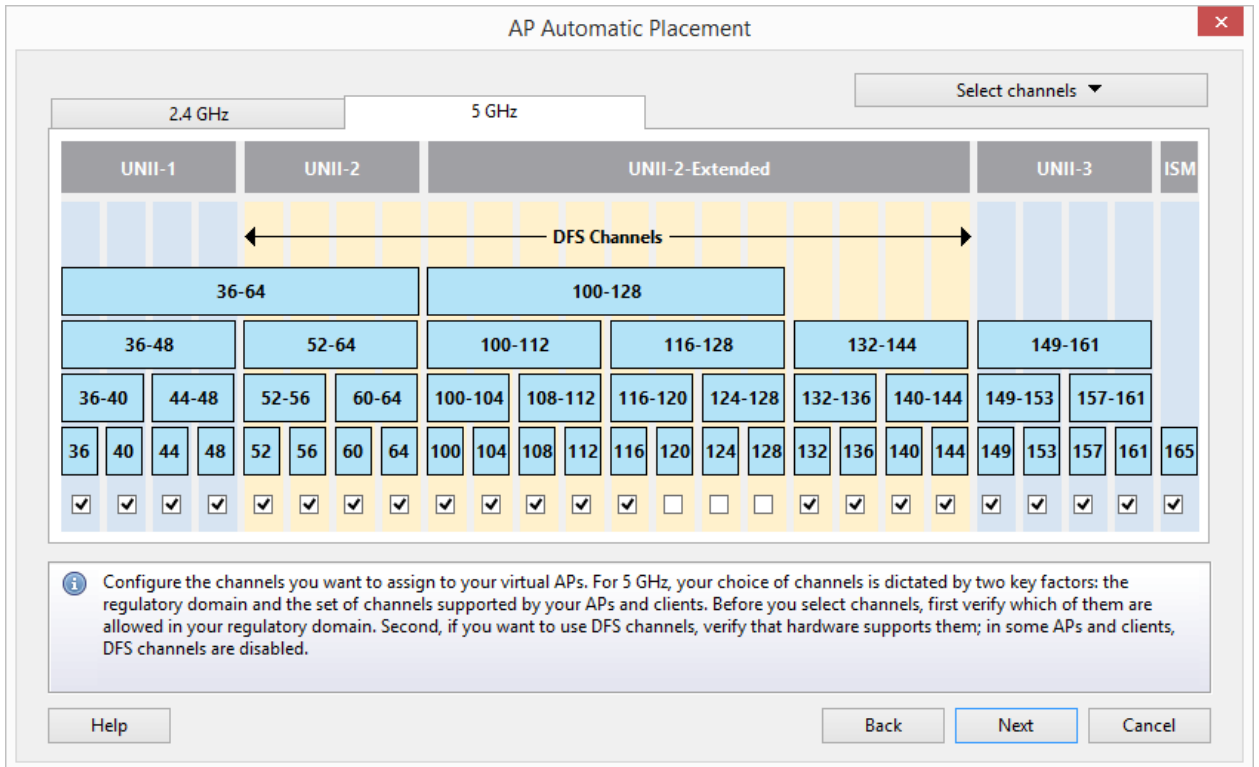 AP Automatic Placement
Select channels
2.4 GHz 5 GHz
UNII-1 UNII-2 UNII-2-Extended UNII-3 ISM
DFS Channels
36-64 100-128
36-48 52-64 100-112 116-128 132-144 149-161
36-40 44-48 52-56 60-64 100-104 108-112 116-120 124-128 132-136 140-144 149-153 157-161
36 40 44 48 52 56 60 64 100 104 108 112 116 120 124 128 132 136 140 144 149 153 157 161 165
Configure the channels you want to assign to your virtual APs. For 5 GHz, your choice of channels is dictated by two key factors: the
regulatory domain and the set of channels supported by your APs and clients. Before you select channels, first verify which of them are
allowed in your regulatory domain. Second, if you want to use DFS channels, verify that hardware supports them; in some APs and clients,
DFS channels are disabled.
Help Back Next Cancel